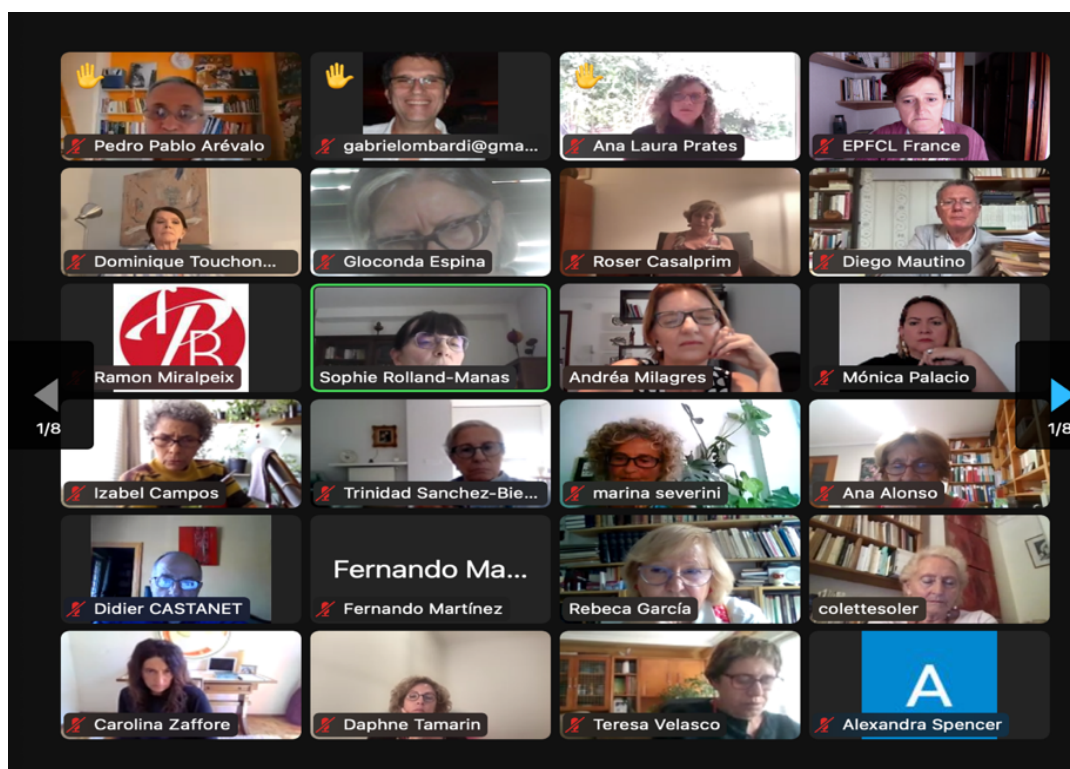 Pedro Pablo Arévalo
gabrielombardi@gma...
Ana Laura Prates
EPFCL France
Dominique Touchon...
Gloconda Espina
Roser Casalprim
Diego Mautino
Ramon Miralpeix
Sophie Rolland-Manas
Andréa Milagres
Mónica Palacio
1/8
1/8
Izabel Campos
Trinidad Sanchez-Bie...
marina severini
Ana Alonso
Fernando Ma...
Didier CASTANET
Fernando Martínez
Rebeca García
colettesoler
A
Carolina Zaffore
Daphne Tamarin
Teresa Velasco
Alexandra Spencer